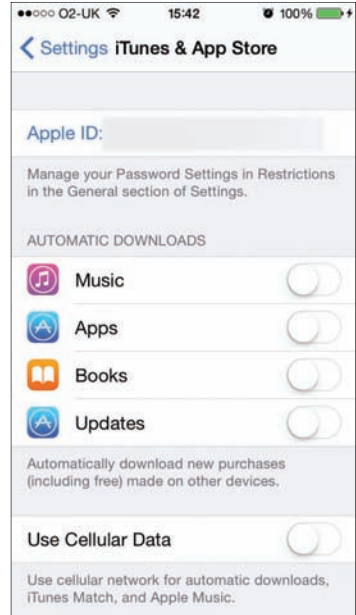 O2-UK 15:42 100%
Settings iTunes & App Store
Apple ID:
Manage your Password Settings in Restrictions
in the General section of Settings.
AUTOMATIC DOWNLOADS
Music
Apps
Books
Updates
Automatically download new purchases
(including free) made on other devices.
Use Cellular Data
Use cellular network for automatic downloads,
iTunes Match, and Apple Music.